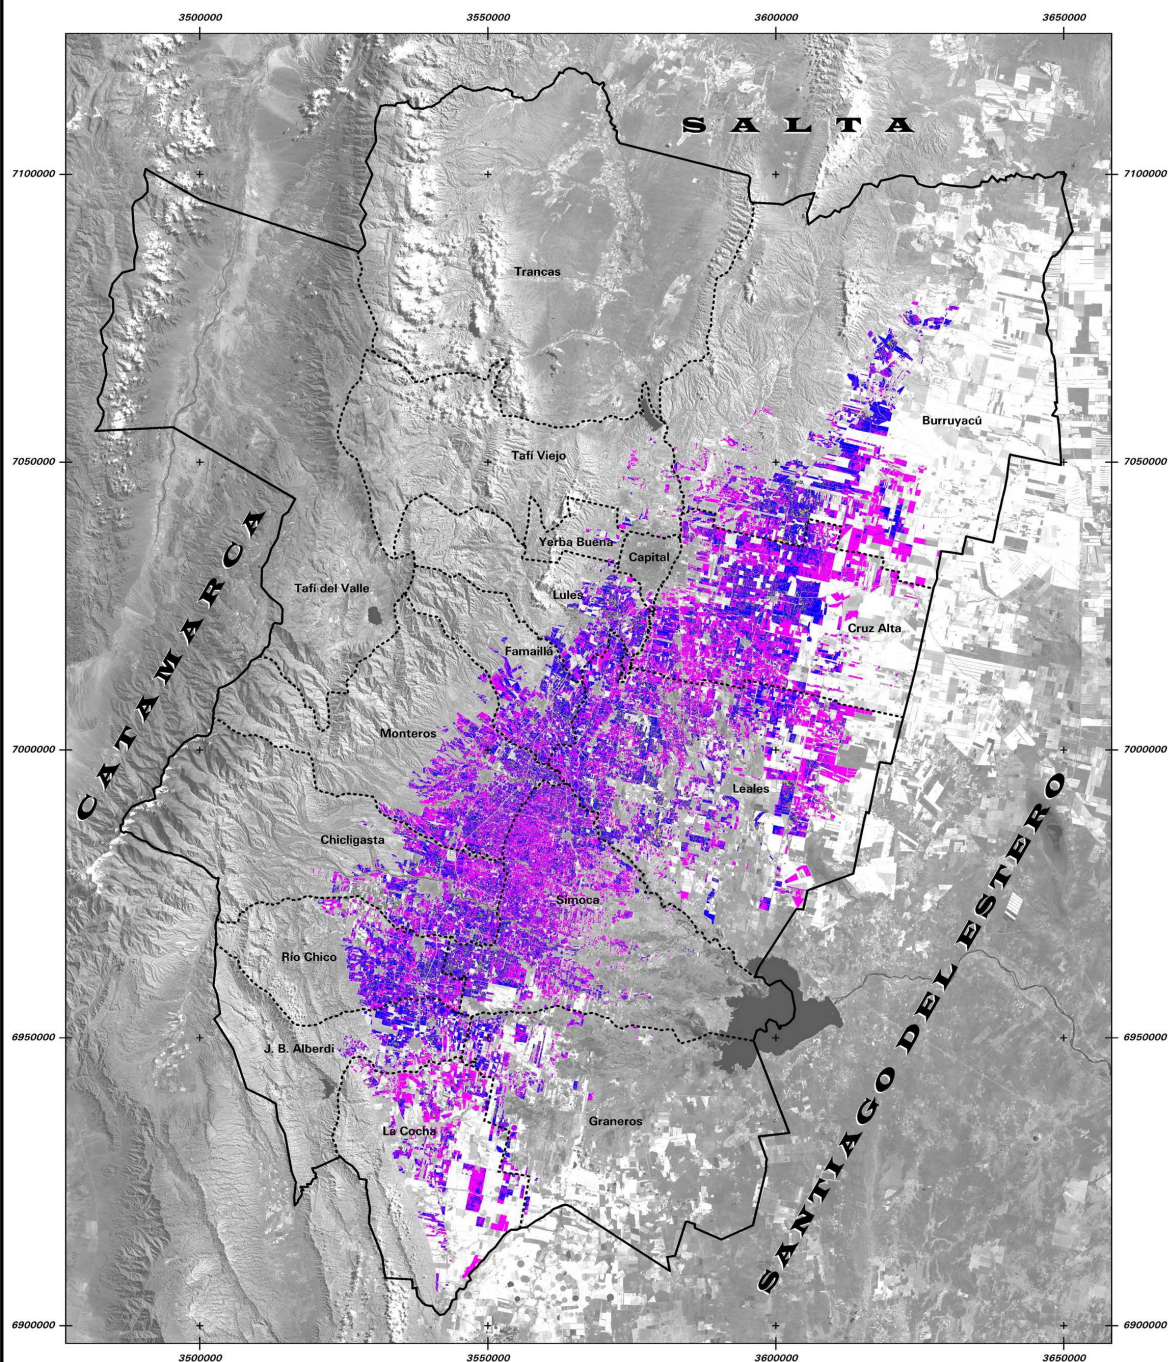 3500000 3550000 3600000 3650000
SALTA
7100000 7100000
Trancas
Burruyacú
Tafí Viejo
7050000 7050000
CATAMARCA
Yerba Buena
Capital
Tafí del Valle
Lules
Cruz Alta
Famaillá
Monteros
7000000 7000000
Leales
SANTIAGO DEL ESTERO
Chicligasta
Simoca
Río Chico
6950000 6950000
J. B. Alberdi
Graneros
La Cocha
6900000 6900000
3500000 3550000 3600000 3650000